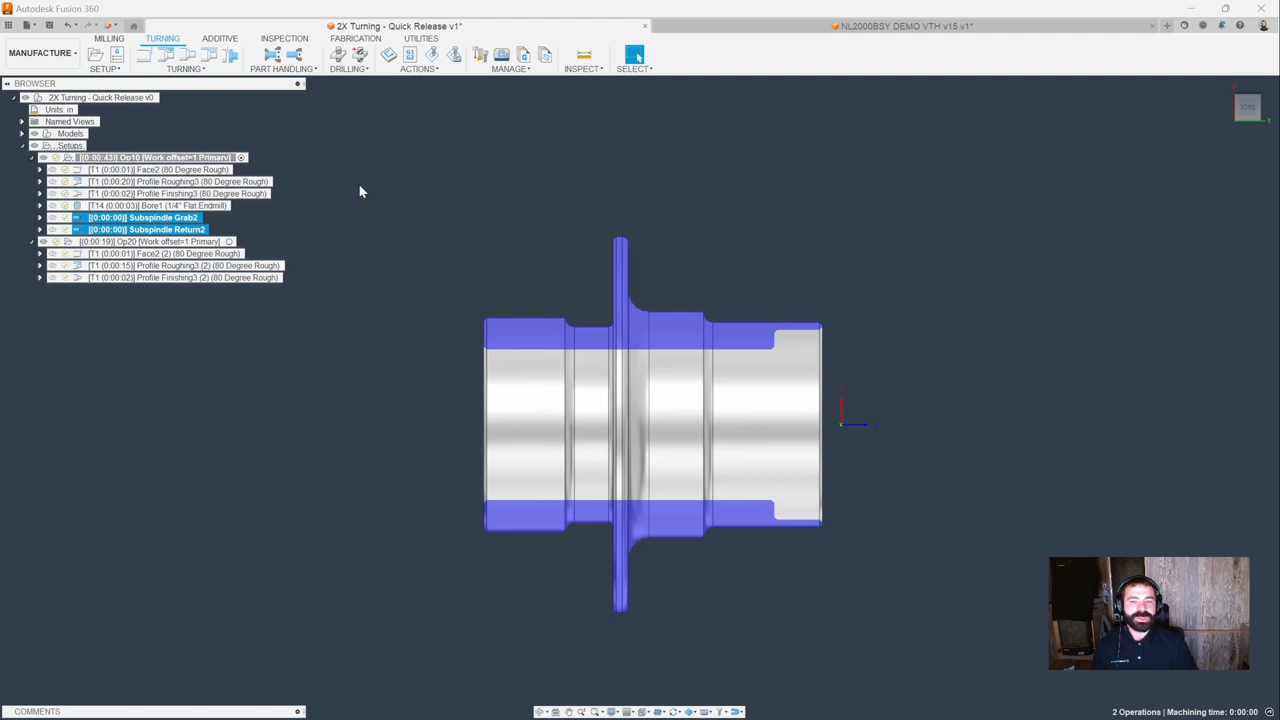 Autodesk Fusion 360
2X Turning - Quick Release v1*
NL2000BSY DEMO VTH v15 v1*
MANUFACTURE
MILLING
TURNING
ADDITIVE
INSPECTION
FABRICATION
UTILITIES
SETUP
TURNING
PART HANDLING
DRILLING
ACTIONS
MANAGE
INSPECT
SELECT
G1
G2
BROWSER
2X Turning - Quick Release v0
Units: in
Named Views
Models
Setups
[(0:00:43)] Op10 [Work offset=1 Primary]
[T1 (0:00:01)] Face2 (80 Degree Rough)
[T1 (0:00:20)] Profile Roughing3 (80 Degree Rough)
[T1 (0:00:02)] Profile Finishing3 (80 Degree Rough)
[T14 (0:00:03)] Bore1 (1/4" Flat Endmill)
[(0:00:00)] Subspindle Grab2
[(0:00:00)] Subspindle Return2
[(0:00:19)] Op20 [Work offset=1 Primary]
[T1 (0:00:01)] Face2 (2) (80 Degree Rough)
[T1 (0:00:15)] Profile Roughing3 (2) (80 Degree Rough)
[T1 (0:00:02)] Profile Finishing3 (2) (80 Degree Rough)
COMMENTS
2 Operations | Machining time: 0:00:00